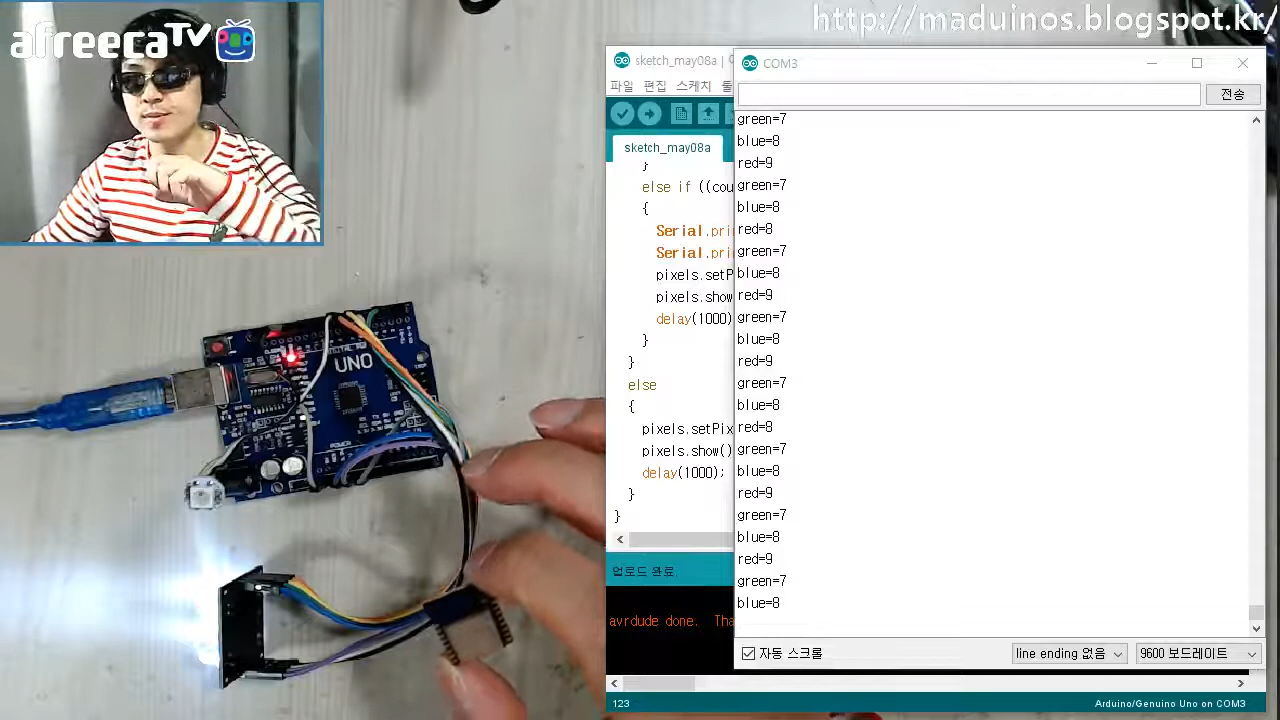 afreecaTV
http://maduinos.blogspot.kr/
sketch_may08a |
COM3
파일 편집 스케치 툴
전송
sketch_may08a
}
else if ((cou
{
Serial.pri
Serial.pri
pixels.setP
pixels.show
delay(1000)
}
}
else
{
pixels.setPix
pixels.show()
delay(1000);
}
}
green=7
blue=8
red=9
green=7
blue=8
red=8
green=7
blue=8
red=9
green=7
blue=8
red=9
green=7
blue=8
red=8
green=7
blue=8
red=9
green=7
blue=8
red=9
green=7
blue=8
업로드 완료.
avrdude done. Tha
자동 스크롤
line ending 없음
9600 보드레이트
123
Arduino/Genuino Uno on COM3
UNO
DIGITAL
POWER